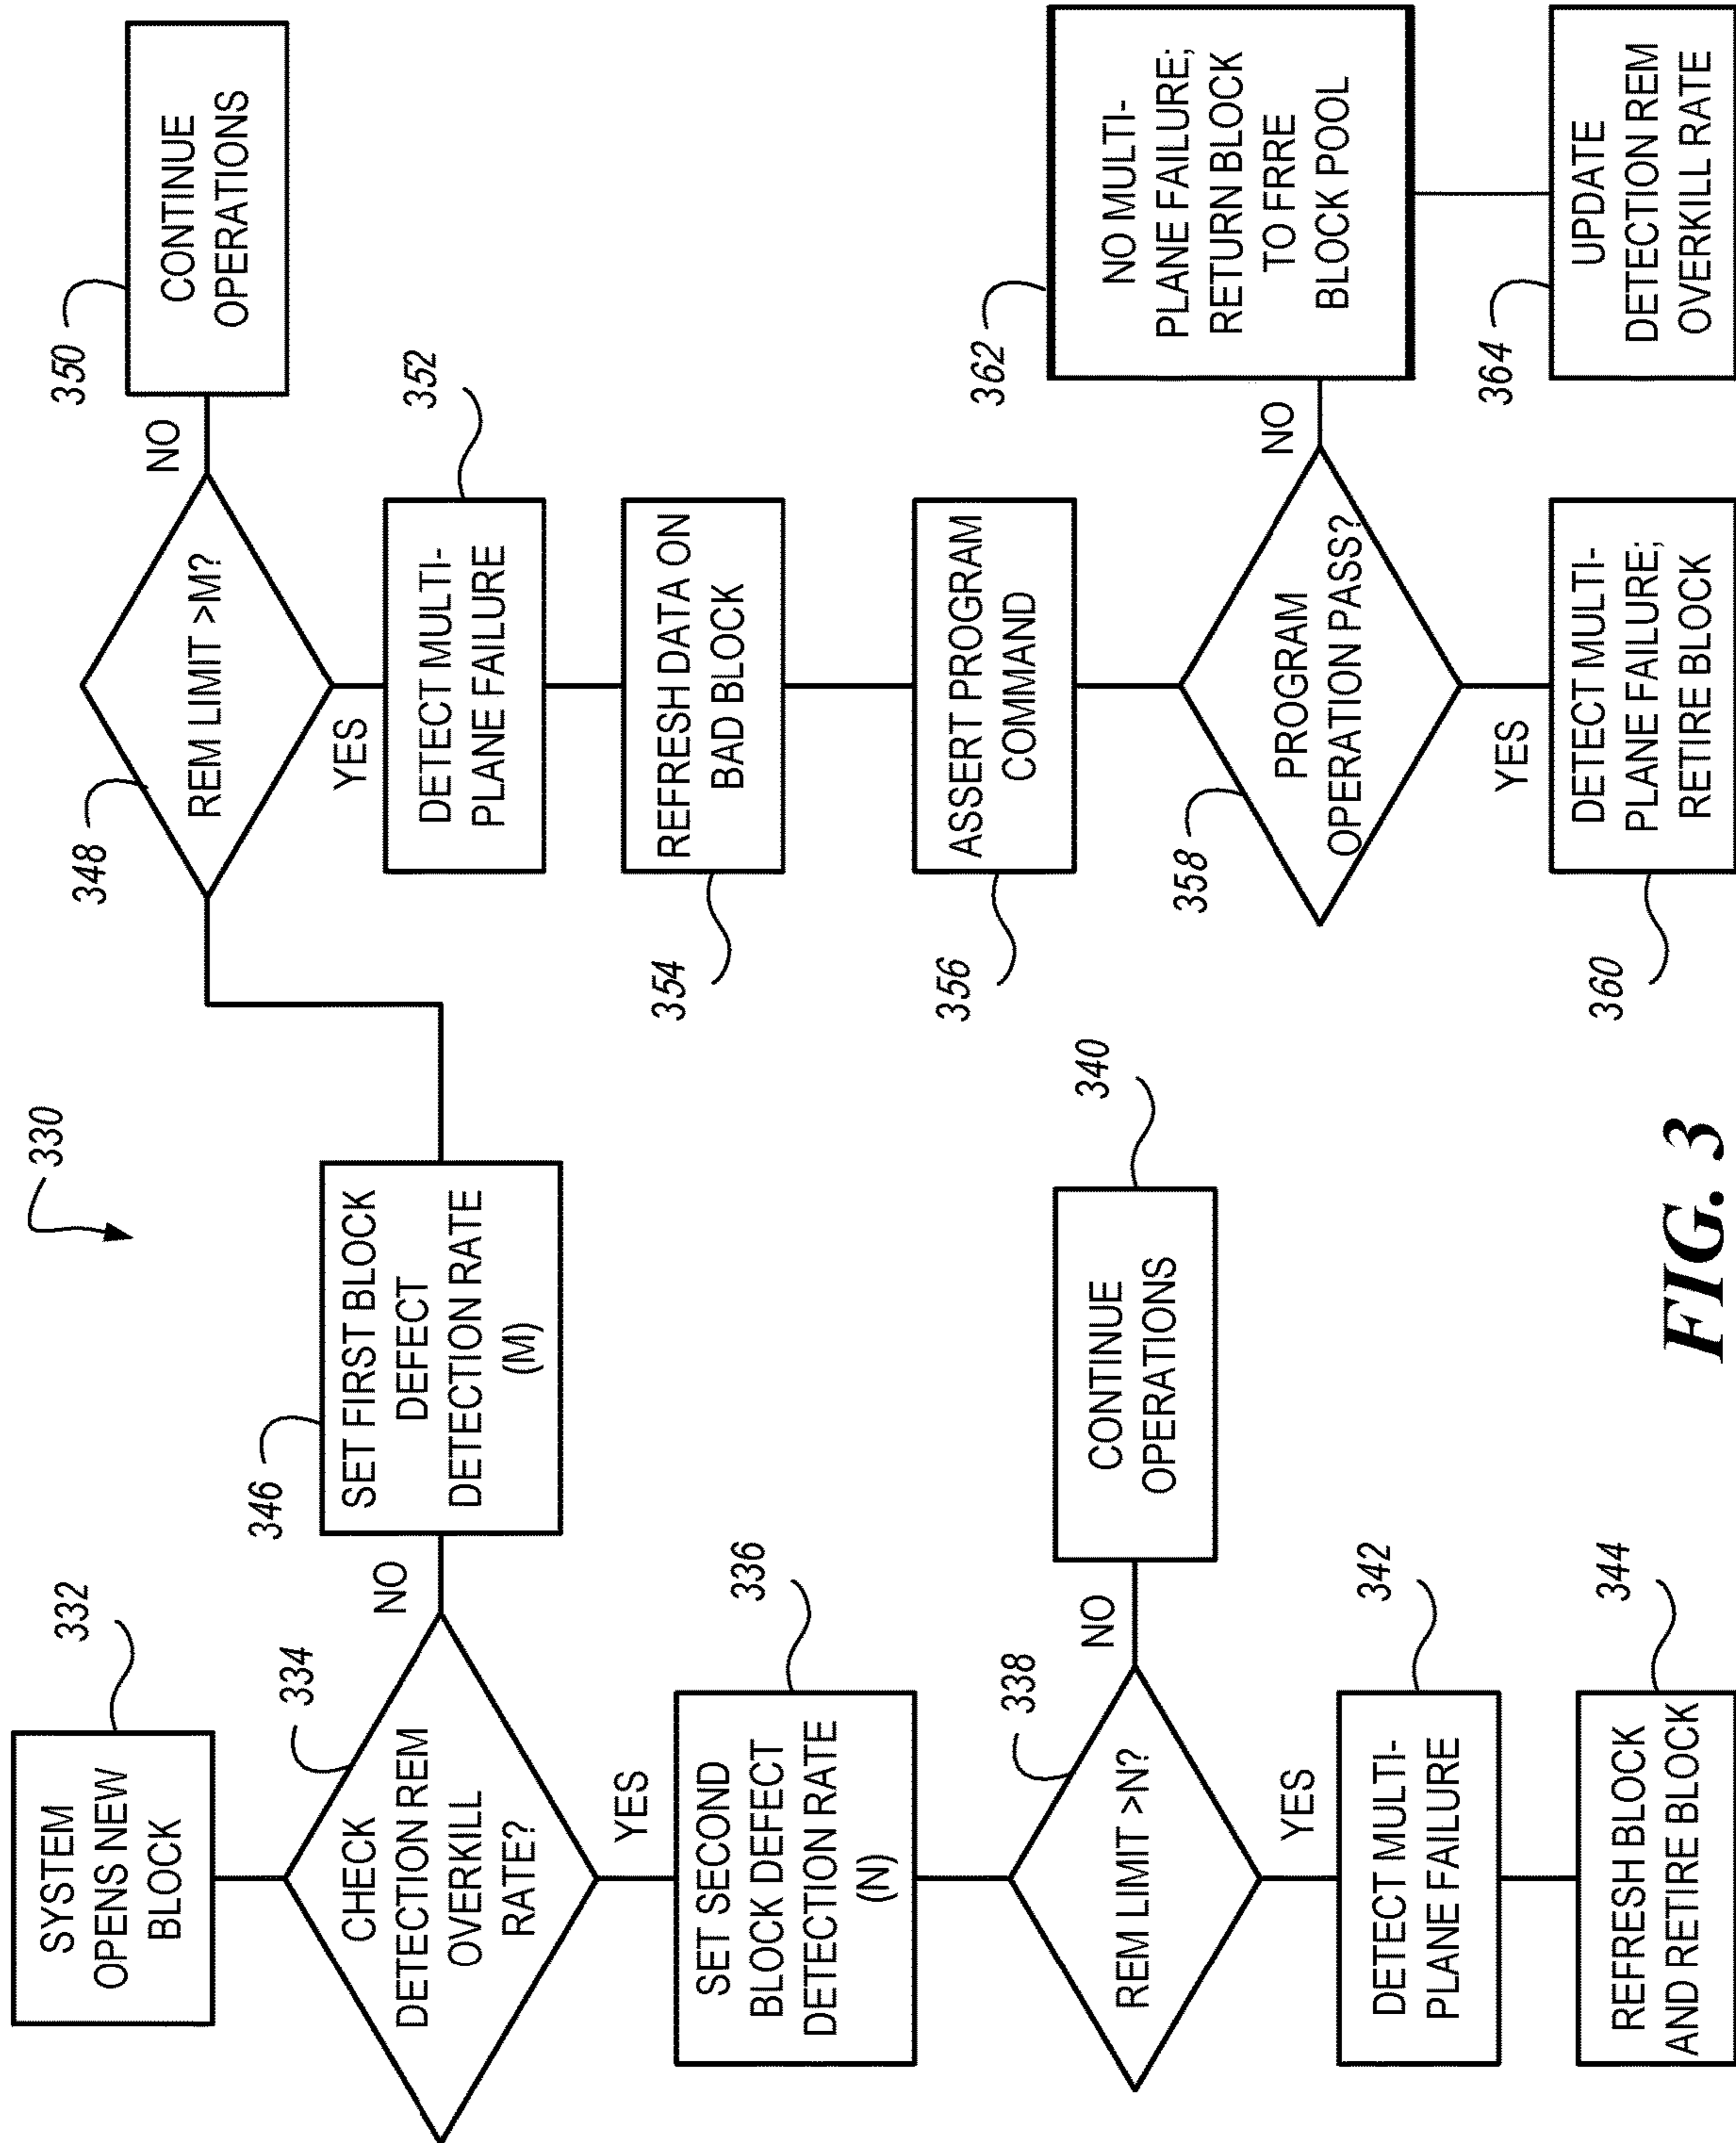 330
332
SYSTEM
OPENS NEW
BLOCK
334
CHECK
DETECTION REM
OVERKILL
RATE?
NO
YES
336
SET SECOND
BLOCK DEFECT
DETECTION RATE
(N)
338
REM LIMIT >N?
NO
340
CONTINUE
OPERATIONS
YES
342
DETECT MULTI-
PLANE FAILURE
344
REFRESH BLOCK
AND RETIRE BLOCK
346
SET FIRST BLOCK
DEFECT
DETECTION RATE
(M)
348
REM LIMIT >M?
NO
350
CONTINUE
OPERATIONS
YES
352
DETECT MULTI-
PLANE FAILURE
354
REFRESH DATA ON
BAD BLOCK
356
ASSERT PROGRAM
COMMAND
358
PROGRAM
OPERATION PASS?
NO
YES
360
DETECT MULTI-
PLANE FAILURE;
RETIRE BLOCK
362
NO MULTI-
PLANE FAILURE;
RETURN BLOCK
TO FRRE
BLOCK POOL
364
UPDATE
DETECTION REM
OVERKILL RATE
FIG. 3